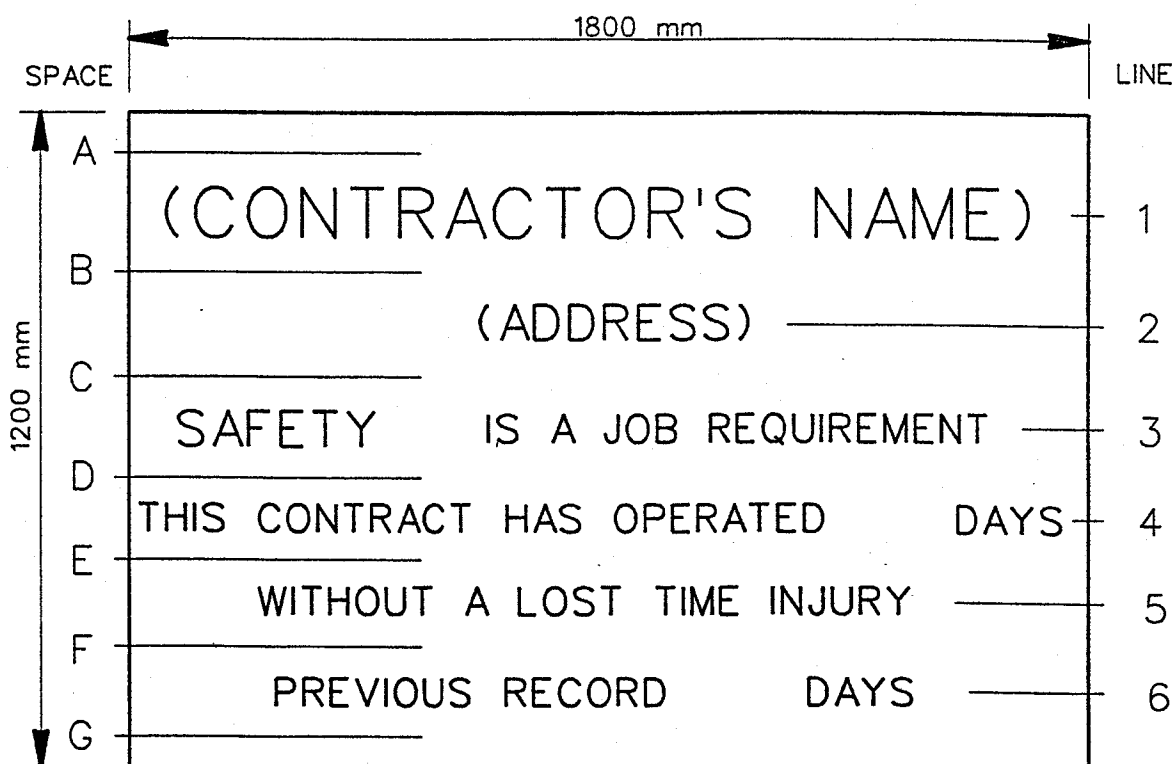 1800 mm
SPACE LINE
A
(CONTRACTOR'S NAME) 1
B
(ADDRESS) 2
C
1200 mm
SAFETY IS A JOB REQUIREMENT 3
D
THIS CONTRACT HAS OPERATED DAYS 4
E
WITHOUT A LOST TIME INJURY 5
F
PREVIOUS RECORD DAYS 6
G